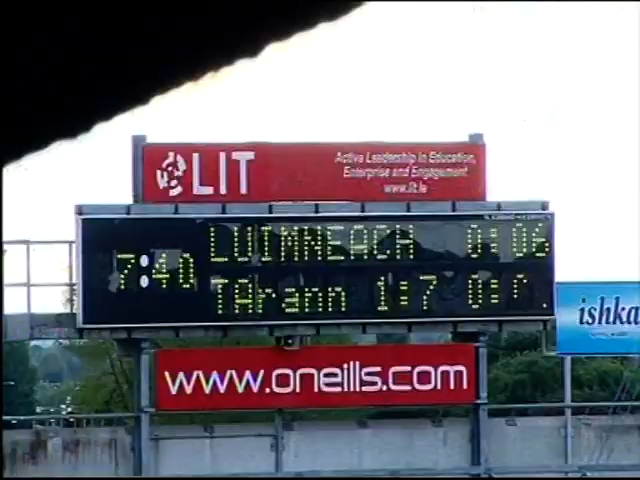 LIT
Active Leadership in Education,
Enterprise and Engagement
www.lit.ie
LUIMNEACH 0:06
7:40
TArann 1:7 0:
www.oneills.com
ishka